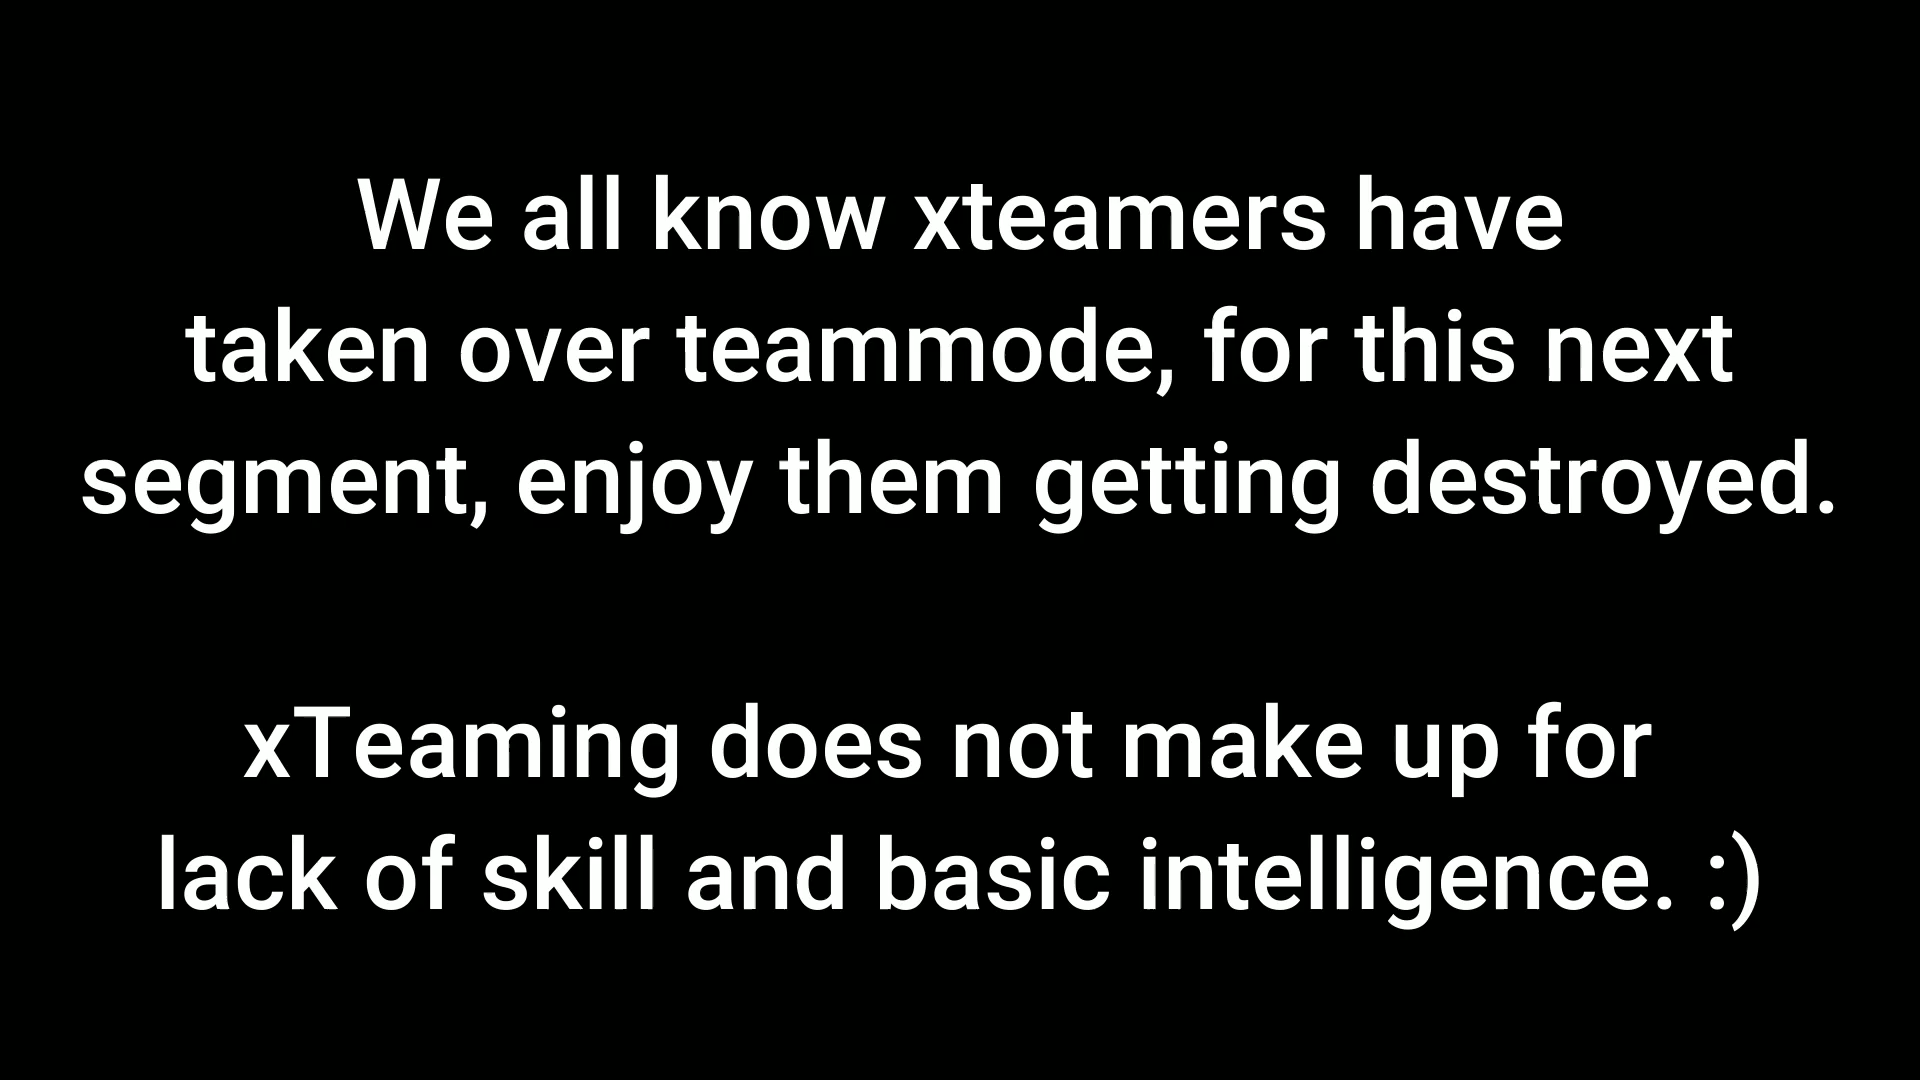 We all know xteamers have
taken over teammode, for this next
segment, enjoy them getting destroyed.
xTeaming does not make up for
lack of skill and basic intelligence. :)